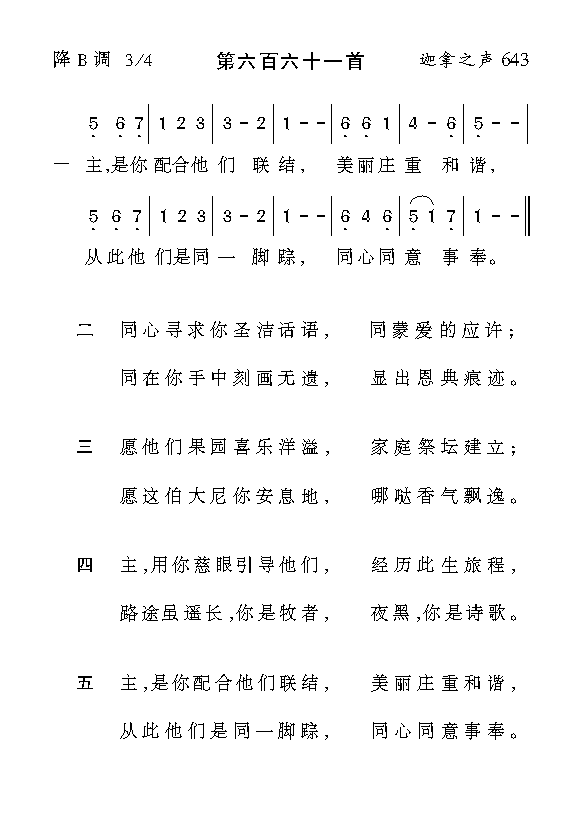 降B调 3/4 第六百六十一首 迦拿之声 643
5 6 7|1 2 3|3 - 2|1 - -|6 6 1|4 - 6|5 - -|
一 主,是你配合他们联结, 美丽庄重和谐,
5 6 7|1 2 3|3 - 2|1 - -|6 4 6|5 1 7|1 - -‖
从此他们是同一脚踪, 同心同意事奉。
二 同心寻求你圣洁话语, 同蒙爱的应许;
同在你手中刻画无遗, 显出恩典痕迹。
三 愿他们果园喜乐洋溢, 家庭祭坛建立;
愿这伯大尼你安息地, 哪哒香气飘逸。
四 主,用你慈眼引导他们, 经历此生旅程,
路途虽遥长,你是牧者, 夜黑,你是诗歌。
五 主,是你配合他们联结, 美丽庄重和谐,
从此他们是同一脚踪, 同心同意事奉。